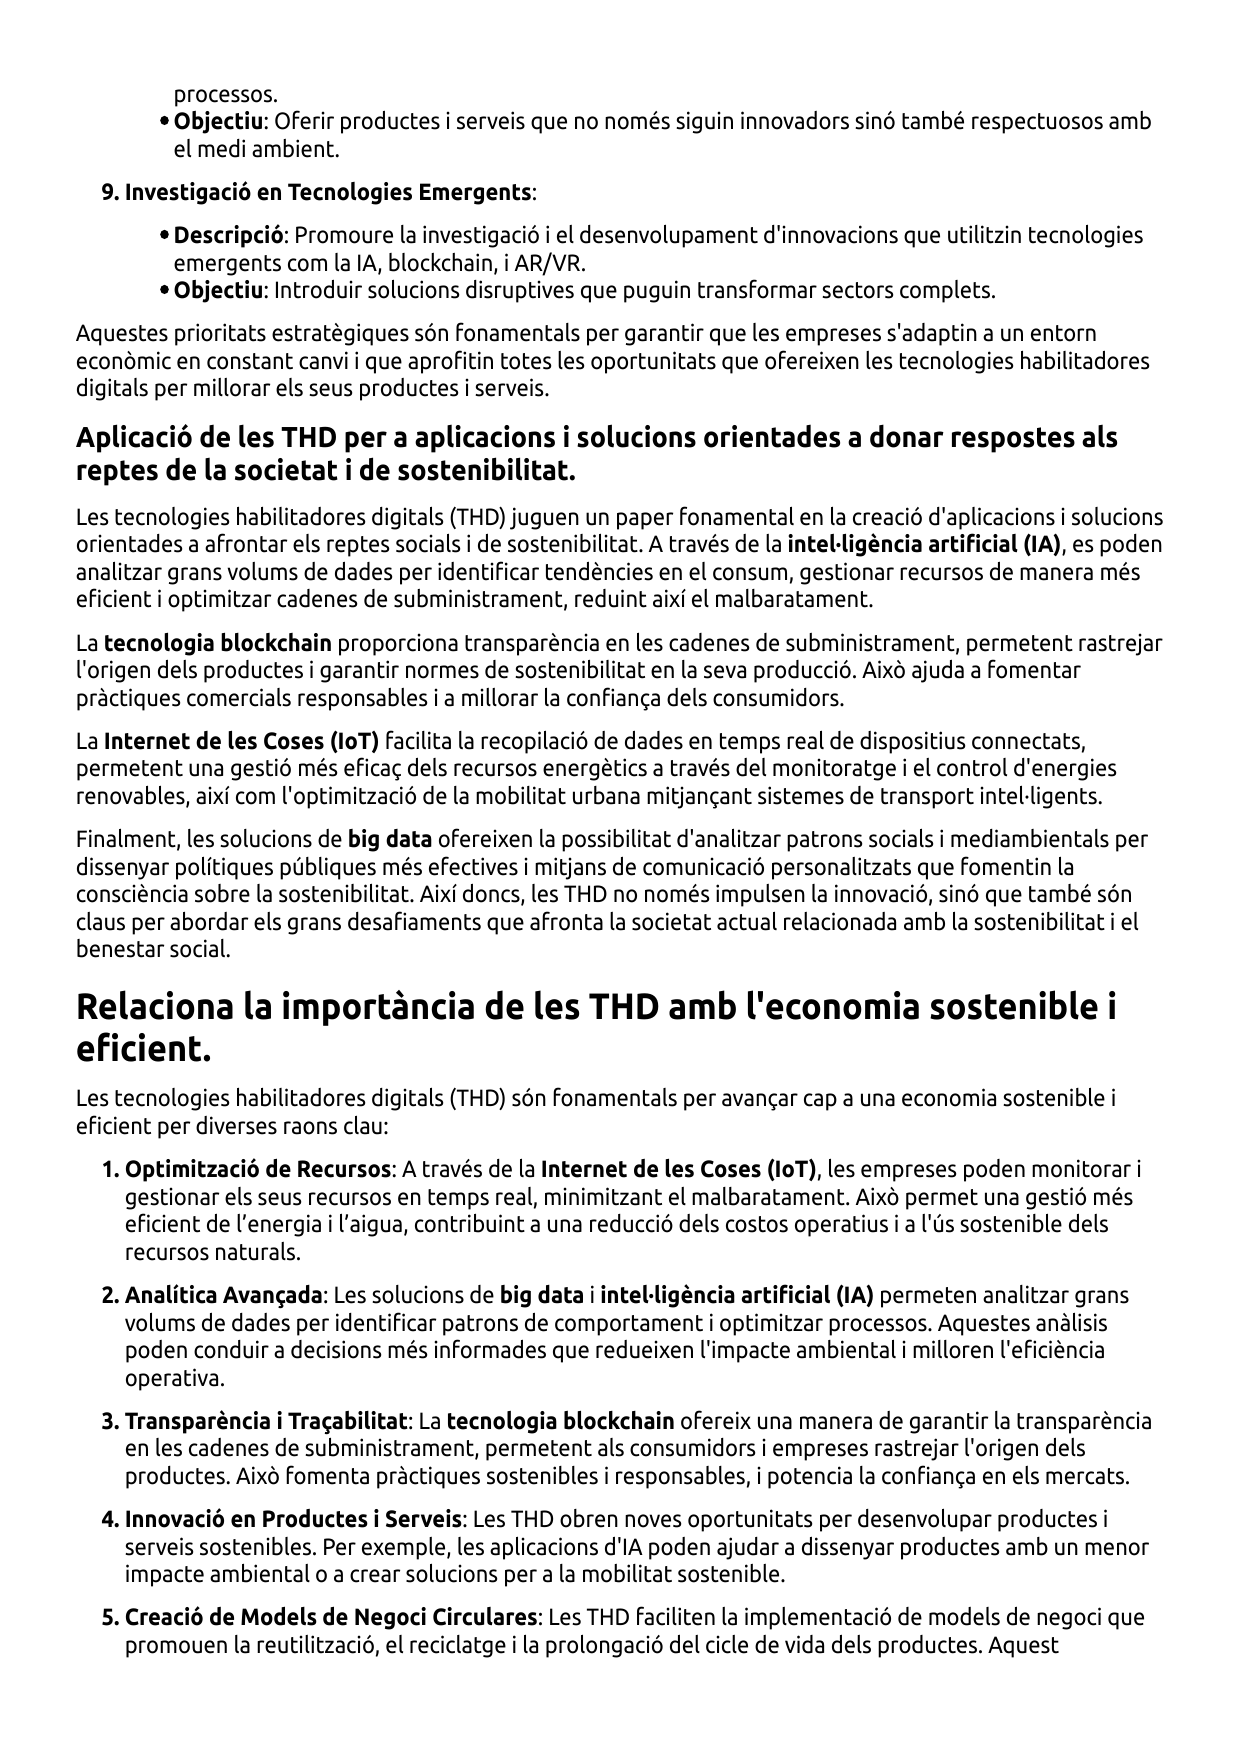 processos.
• Objectiu: Oferir productes i serveis que no només siguin innovadors sinó també respectuosos amb
el medi ambient.
9. Investigació en Tecnologies Emergents:
• Descripció: Promoure la investigació i el desenvolupament d'innovacions que utilitzin tecnologies
emergents com la IA, blockchain, i AR/VR.
• Objectiu: Introduir solucions disruptives que puguin transformar sectors complets.
Aquestes prioritats estratègiques són fonamentals per garantir que les empreses s'adaptin a un entorn
econòmic en constant canvi i que aprofitin totes les oportunitats que ofereixen les tecnologies habilitadores
digitals per millorar els seus productes i serveis.
Aplicació de les THD per a aplicacions i solucions orientades a donar respostes als
reptes de la societat i de sostenibilitat.
Les tecnologies habilitadores digitals (THD) juguen un paper fonamental en la creació d'aplicacions i solucions
orientades a afrontar els reptes socials i de sostenibilitat. A través de la intel·ligència artificial (IA), es poden
analitzar grans volums de dades per identificar tendències en el consum, gestionar recursos de manera més
eficient i optimitzar cadenes de subministrament, reduint així el malbaratament.
La tecnologia blockchain proporciona transparència en les cadenes de subministrament, permetent rastrejar
l'origen dels productes i garantir normes de sostenibilitat en la seva producció. Això ajuda a fomentar
pràctiques comercials responsables i a millorar la confiança dels consumidors.
La Internet de les Coses (IoT) facilita la recopilació de dades en temps real de dispositius connectats,
permetent una gestió més eficaç dels recursos energètics a través del monitoratge i el control d'energies
renovables, així com l'optimització de la mobilitat urbana mitjançant sistemes de transport intel·ligents.
Finalment, les solucions de big data ofereixen la possibilitat d'analitzar patrons socials i mediambientals per
dissenyar polítiques públiques més efectives i mitjans de comunicació personalitzats que fomentin la
consciència sobre la sostenibilitat. Així doncs, les THD no només impulsen la innovació, sinó que també són
claus per abordar els grans desafiaments que afronta la societat actual relacionada amb la sostenibilitat i el
benestar social.
Relaciona la importància de les THD amb l'economia sostenible i
eficient.
Les tecnologies habilitadores digitals (THD) són fonamentals per avançar cap a una economia sostenible i
eficient per diverses raons clau:
1. Optimització de Recursos: A través de la Internet de les Coses (IoT), les empreses poden monitorar i
gestionar els seus recursos en temps real, minimitzant el malbaratament. Això permet una gestió més
eficient de l’energia i l’aigua, contribuint a una reducció dels costos operatius i a l'ús sostenible dels
recursos naturals.
2. Analítica Avançada: Les solucions de big data i intel·ligència artificial (IA) permeten analitzar grans
volums de dades per identificar patrons de comportament i optimitzar processos. Aquestes anàlisis
poden conduir a decisions més informades que redueixen l'impacte ambiental i milloren l'eficiència
operativa.
3. Transparència i Traçabilitat: La tecnologia blockchain ofereix una manera de garantir la transparència
en les cadenes de subministrament, permetent als consumidors i empreses rastrejar l'origen dels
productes. Això fomenta pràctiques sostenibles i responsables, i potencia la confiança en els mercats.
4. Innovació en Productes i Serveis: Les THD obren noves oportunitats per desenvolupar productes i
serveis sostenibles. Per exemple, les aplicacions d'IA poden ajudar a dissenyar productes amb un menor
impacte ambiental o a crear solucions per a la mobilitat sostenible.
5. Creació de Models de Negoci Circulares: Les THD faciliten la implementació de models de negoci que
promouen la reutilització, el reciclatge i la prolongació del cicle de vida dels productes. Aquest